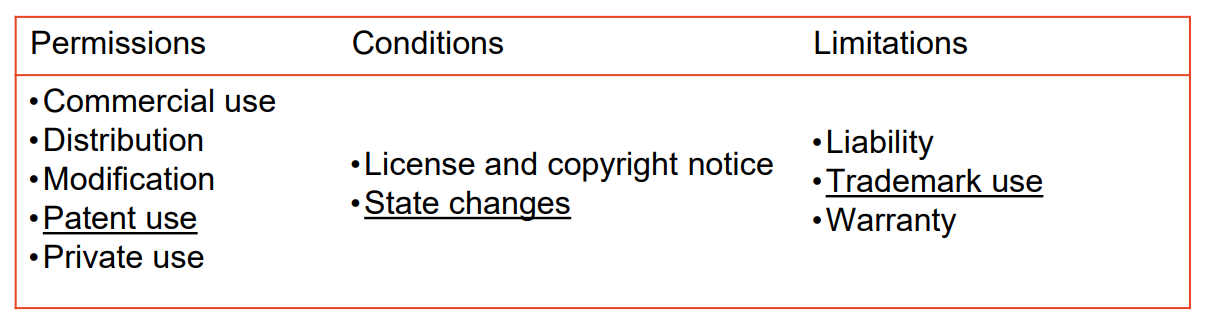 Permissions
Conditions
Limitations
•Commercial use
•Distribution
•Modification
•Patent use
•Private use
•License and copyright notice
•State changes
•Liability
•Trademark use
•Warranty